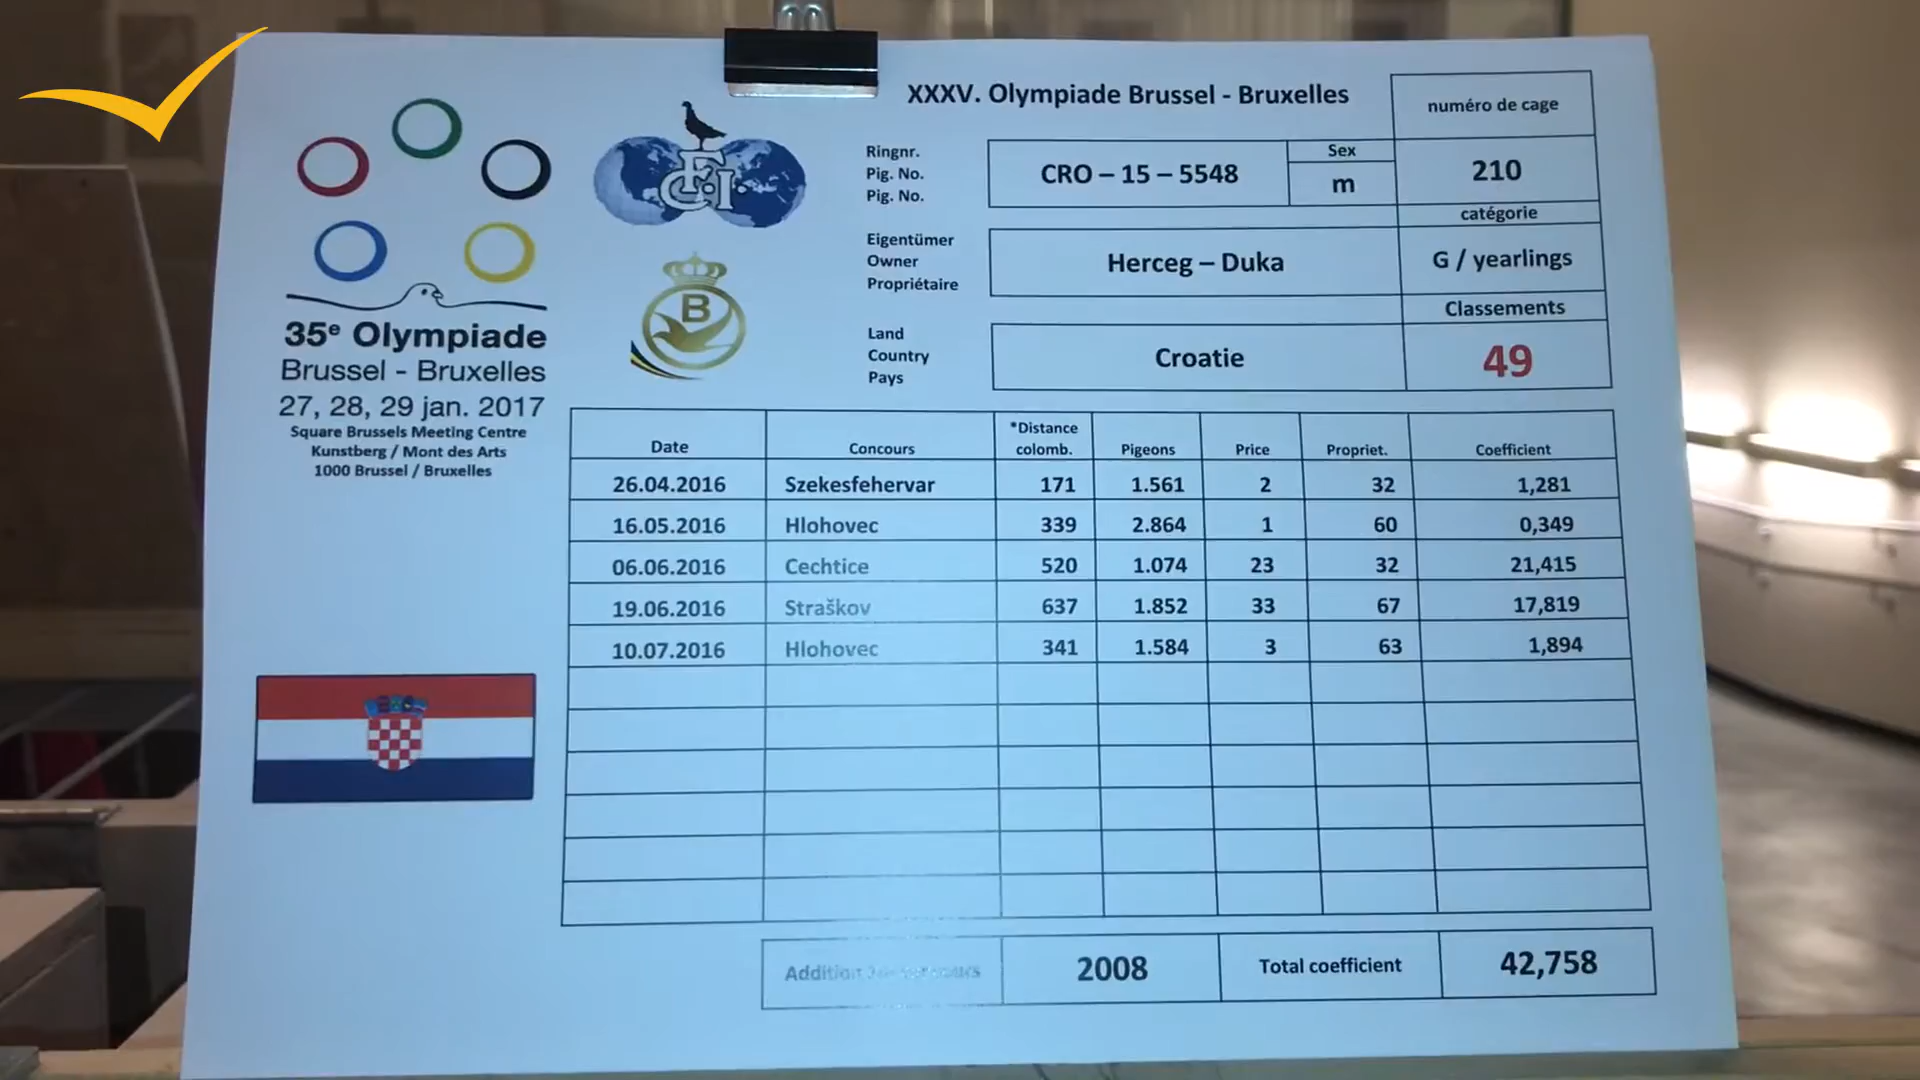 XXXV. Olympiade Brussel - Bruxelles
numéro de cage
210
Ringnr.
Pig. No.
Pig. No.
CRO – 15 – 5548
Sex
m
catégorie
G / yearlings
Eigentümer
Owner
Propriétaire
Herceg – Duka
Classements
49
Land
Country
Pays
Croatie
F
C·I·
B
35e Olympiade
Brussel - Bruxelles
27, 28, 29 jan. 2017
Square Brussels Meeting Centre
Kunstberg / Mont des Arts
1000 Brussel / Bruxelles
Date Concours *Distance colomb. Pigeons Price Propriet. Coefficient
26.04.2016 Szekesfehervar 171 1.561 2 32 1,281
16.05.2016 Hlohovec 339 2.864 1 60 0,349
06.06.2016 Cechtice 520 1.074 23 32 21,415
19.06.2016 Straškov 637 1.852 33 67 17,819
10.07.2016 Hlohovec 341 1.584 3 63 1,894
Addition 2008 Total coefficient 42,758